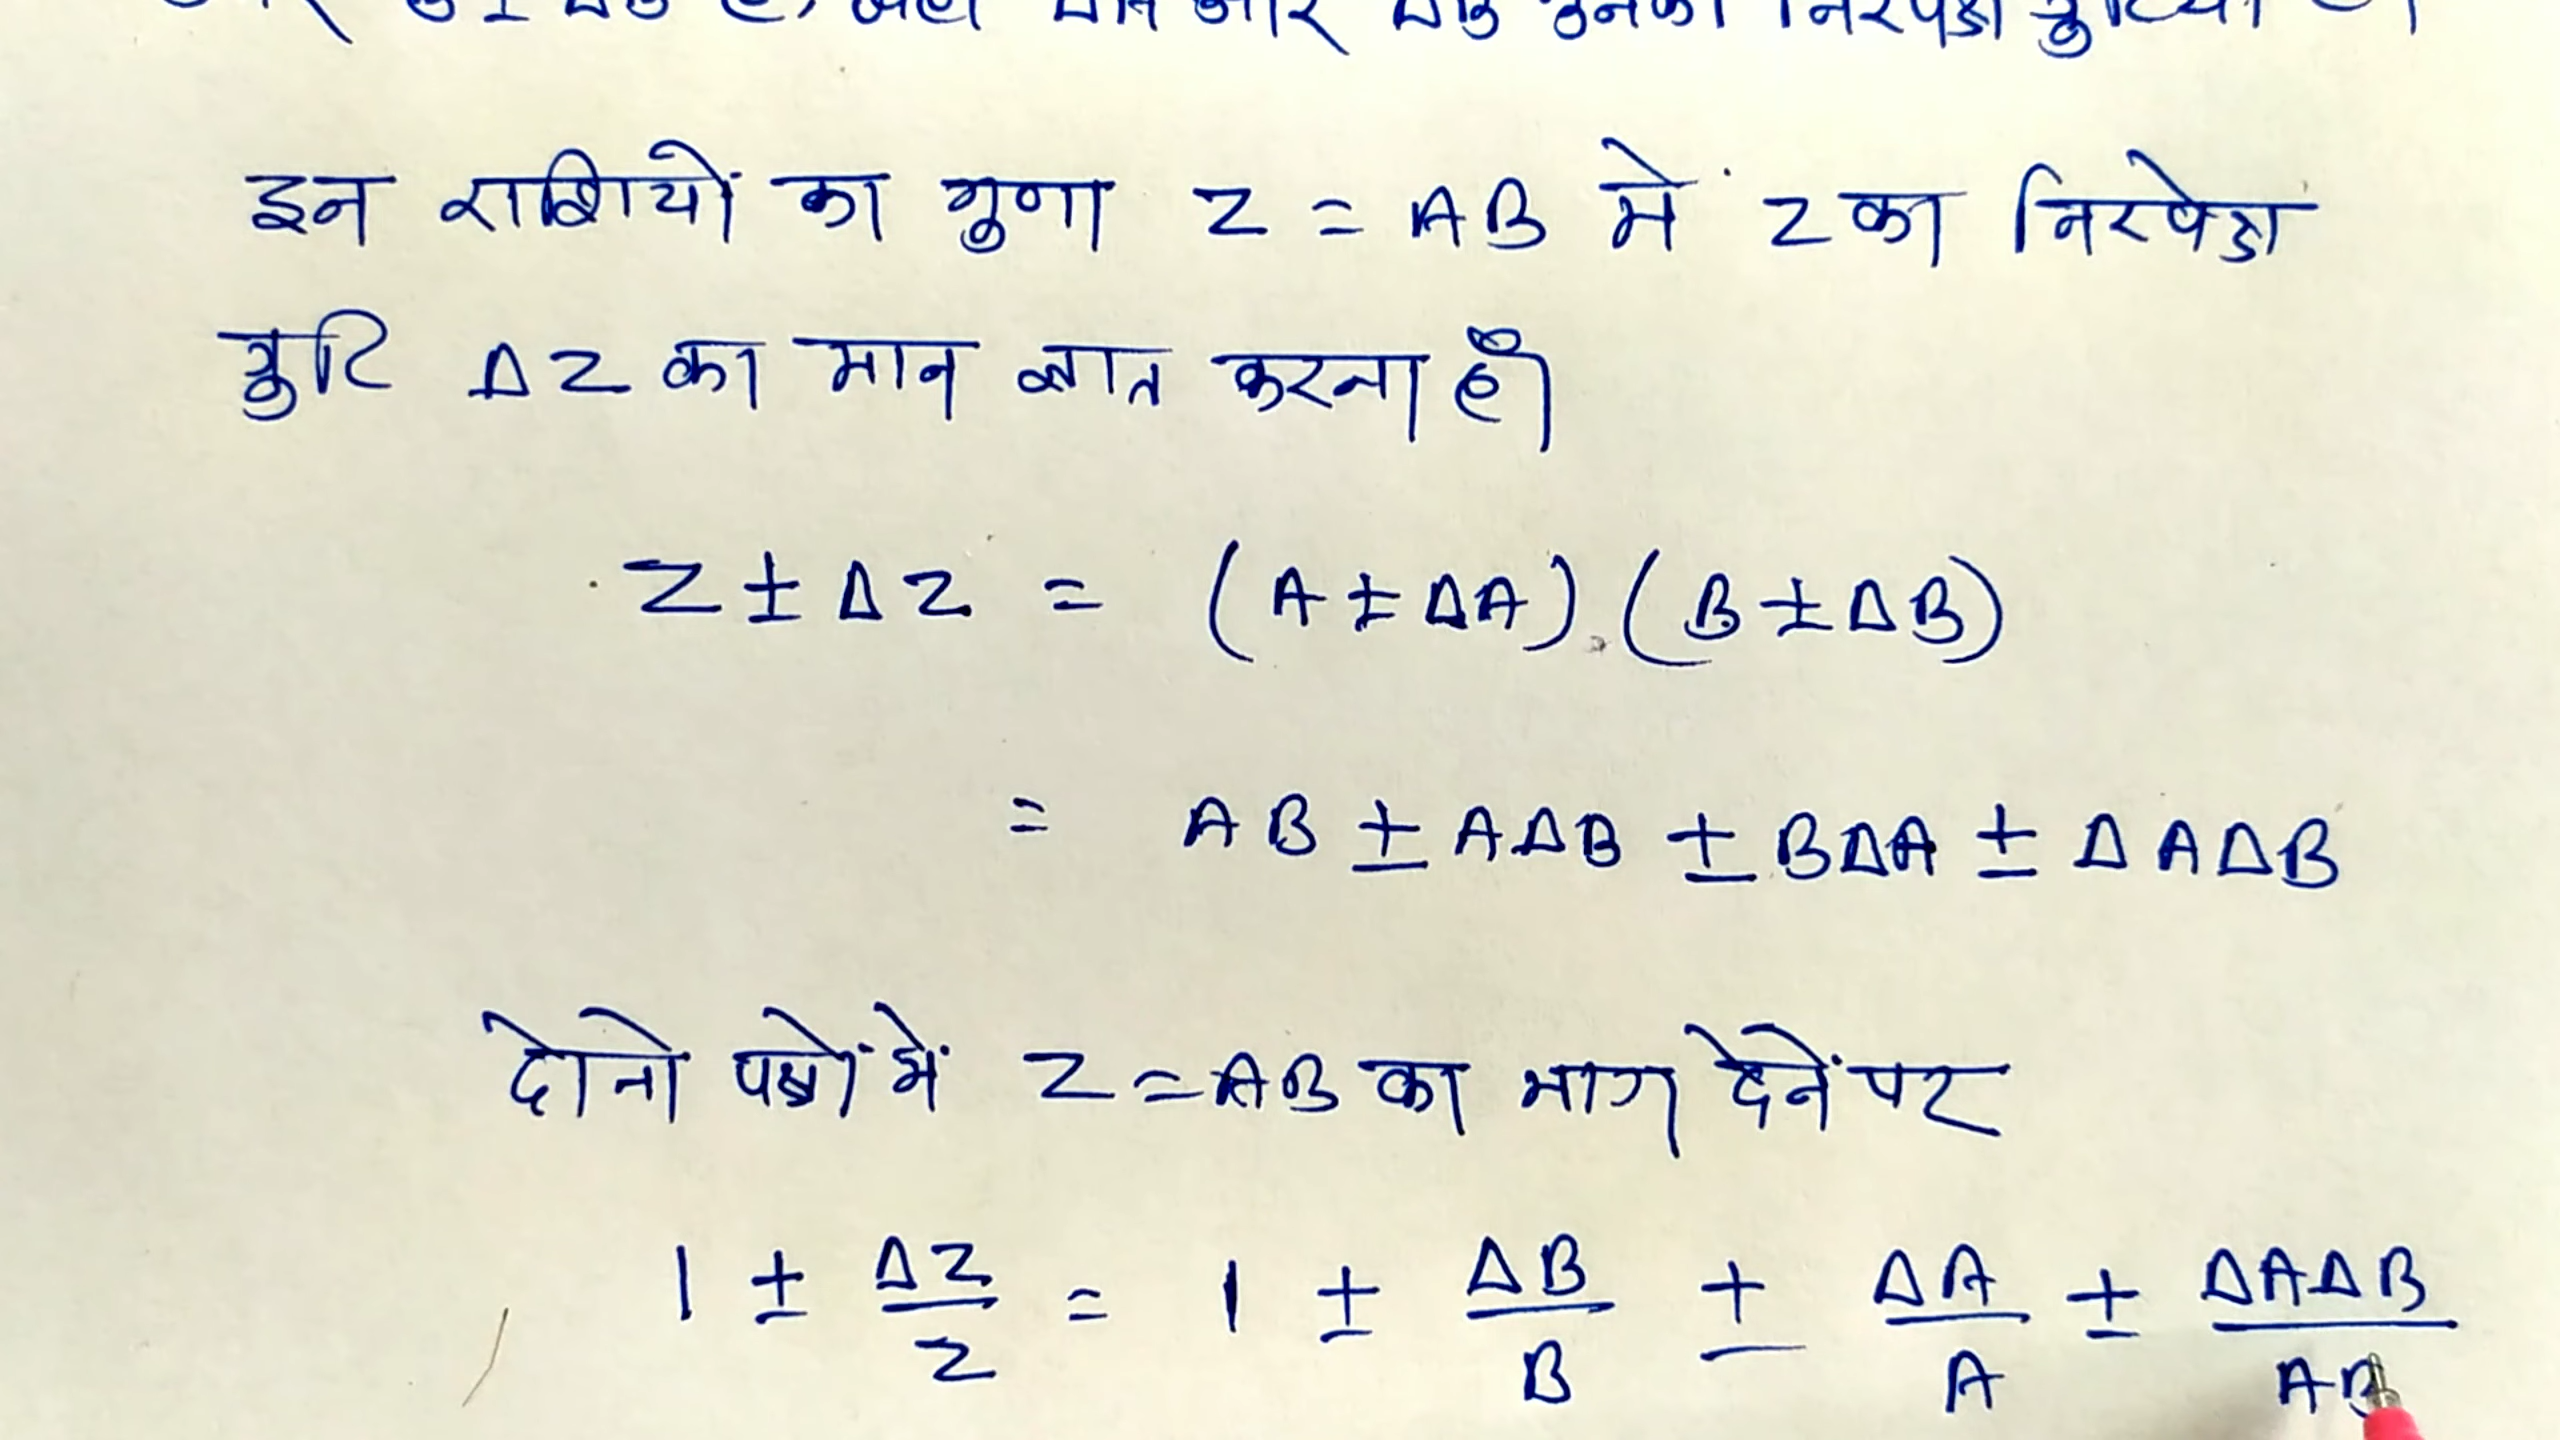 निरपेक्ष त्रुटियाँ
इन राशियों का गुणा Z = AB में Z का निरपेक्ष
त्रुटि ΔZ का मान ज्ञात करना है।
Z ± ΔZ = (A ± ΔA).(B ± ΔB)
= AB ± AΔB ± BΔA ± ΔAΔB
दोनो पक्षों में Z = AB का भाग देनें पर
1 ± ΔZ/Z = 1 ± ΔB/B ± ΔA/A ± ΔAΔB/AB